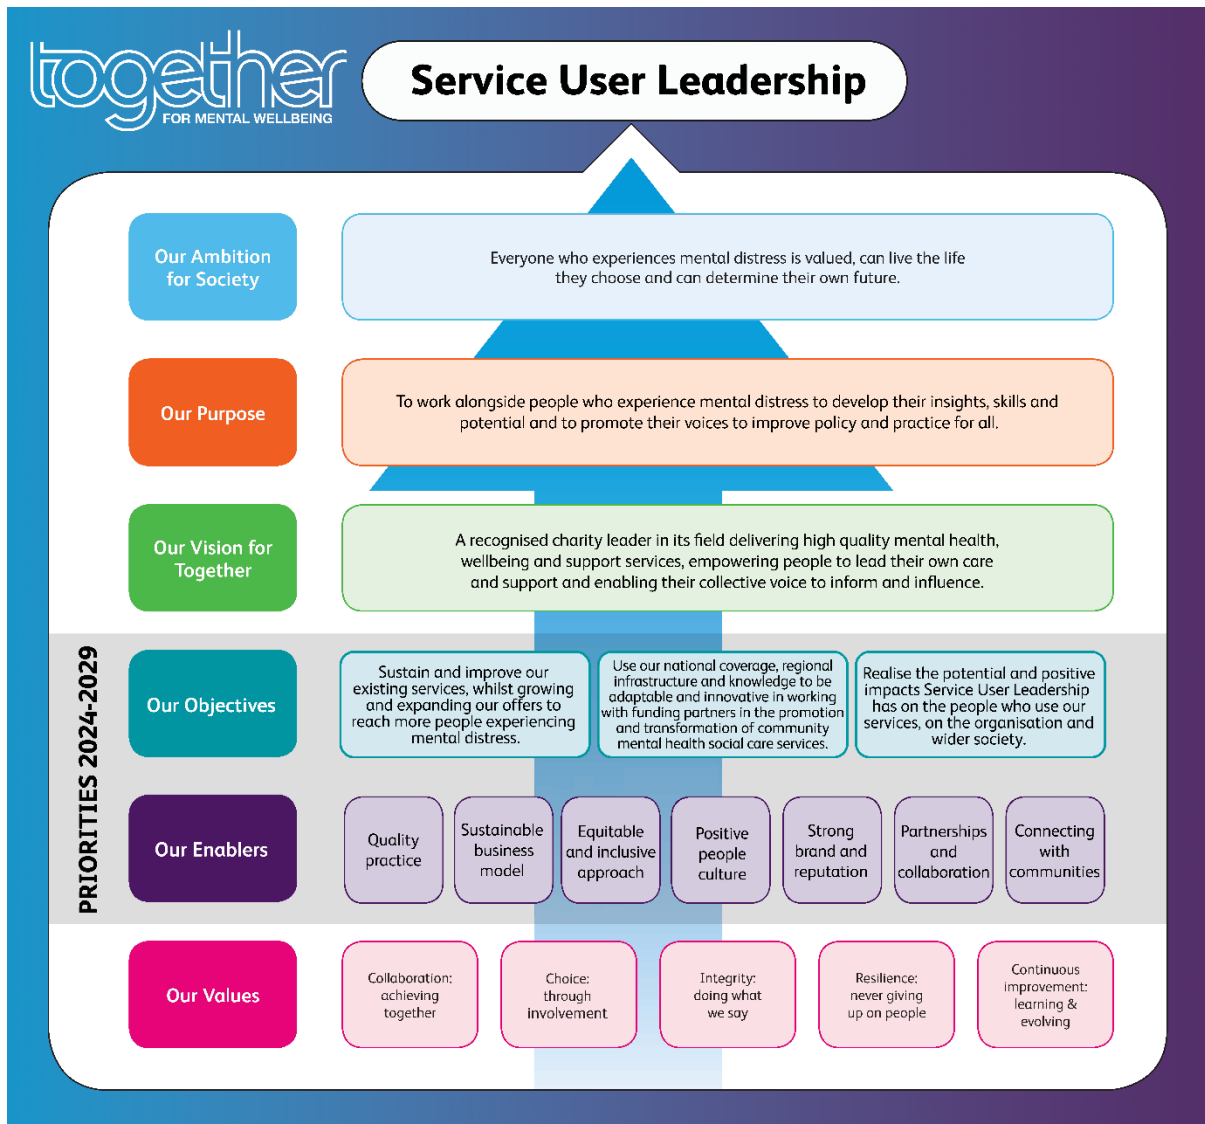 together
FOR MENTAL WELLBEING
Service User Leadership
Our Ambition
for Society
Everyone who experiences mental distress is valued, can live the life
they choose and can determine their own future.
Our Purpose
To work alongside people who experience mental distress to develop their insights, skills and
potential and to promote their voices to improve policy and practice for all.
Our Vision for
Together
A recognised charity leader in its field delivering high quality mental health,
wellbeing and support services, empowering people to lead their own care
and support and enabling their collective voice to inform and influence.
PRIORITIES 2024-2029
Our Objectives
Sustain and improve our
existing services, whilst growing
and expanding our offers to
reach more people experiencing
mental distress.
Use our national coverage, regional
infrastructure and knowledge to be
adaptable and innovative in working
with funding partners in the promotion
and transformation of community
mental health social care services.
Realise the potential and positive
impacts Service User Leadership
has on the people who use our
services, on the organisation and
wider society.
Our Enablers
Quality
practice
Sustainable
business
model
Equitable
and inclusive
approach
Positive
people
culture
Strong
brand and
reputation
Partnerships
and
collaboration
Connecting
with
communities
Our Values
Collaboration:
achieving
together
Choice:
through
involvement
Integrity:
doing what
we say
Resilience:
never giving
up on people
Continuous
improvement:
learning &
evolving